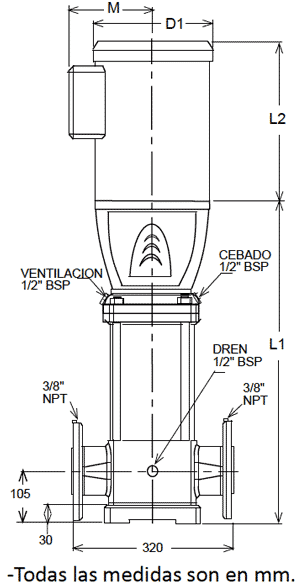 M
D1
L2
VENTILACION
1/2" BSP
CEBADO
1/2" BSP
L1
DREN
1/2" BSP
3/8"
NPT
3/8"
NPT
105
30
320
-Todas las medidas son en mm.